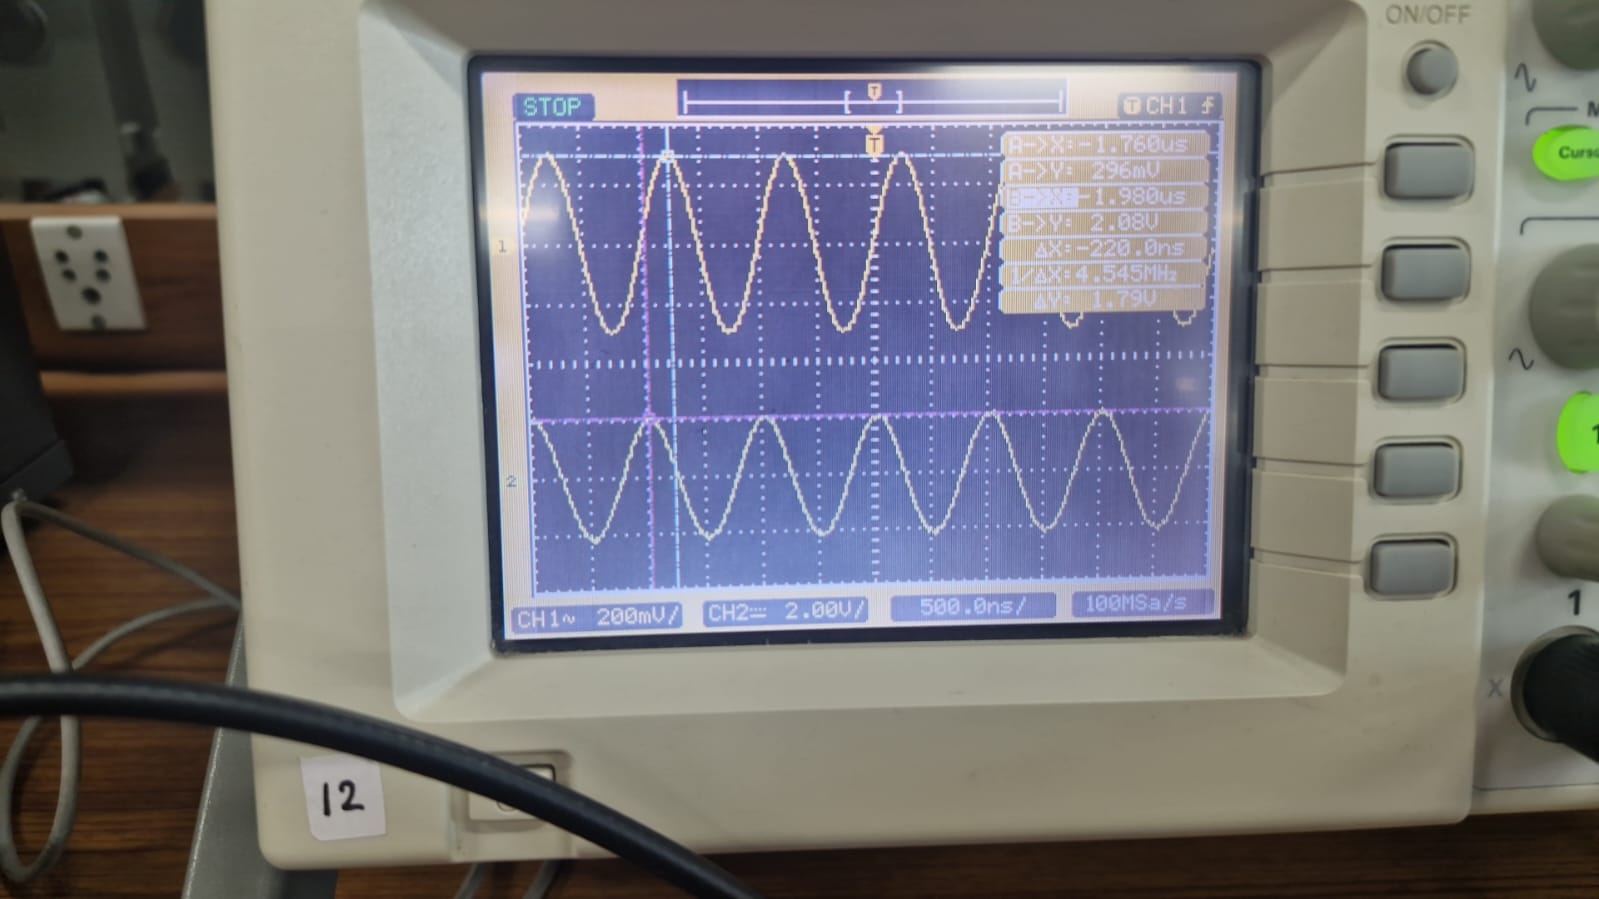 ON/OFF
STOP
T
T CH1
T
A->X:-1.760us
A->Y: 296mV
B->X:-1.980us
B->Y: 2.08V
ΔX:-220.0ns
1/ΔX:4.545MHz
ΔY: 1.79V
1
2
CH1~ 200mV/
CH2 2.00V/
500.0ns/
100MSa/s
1
1
X
12